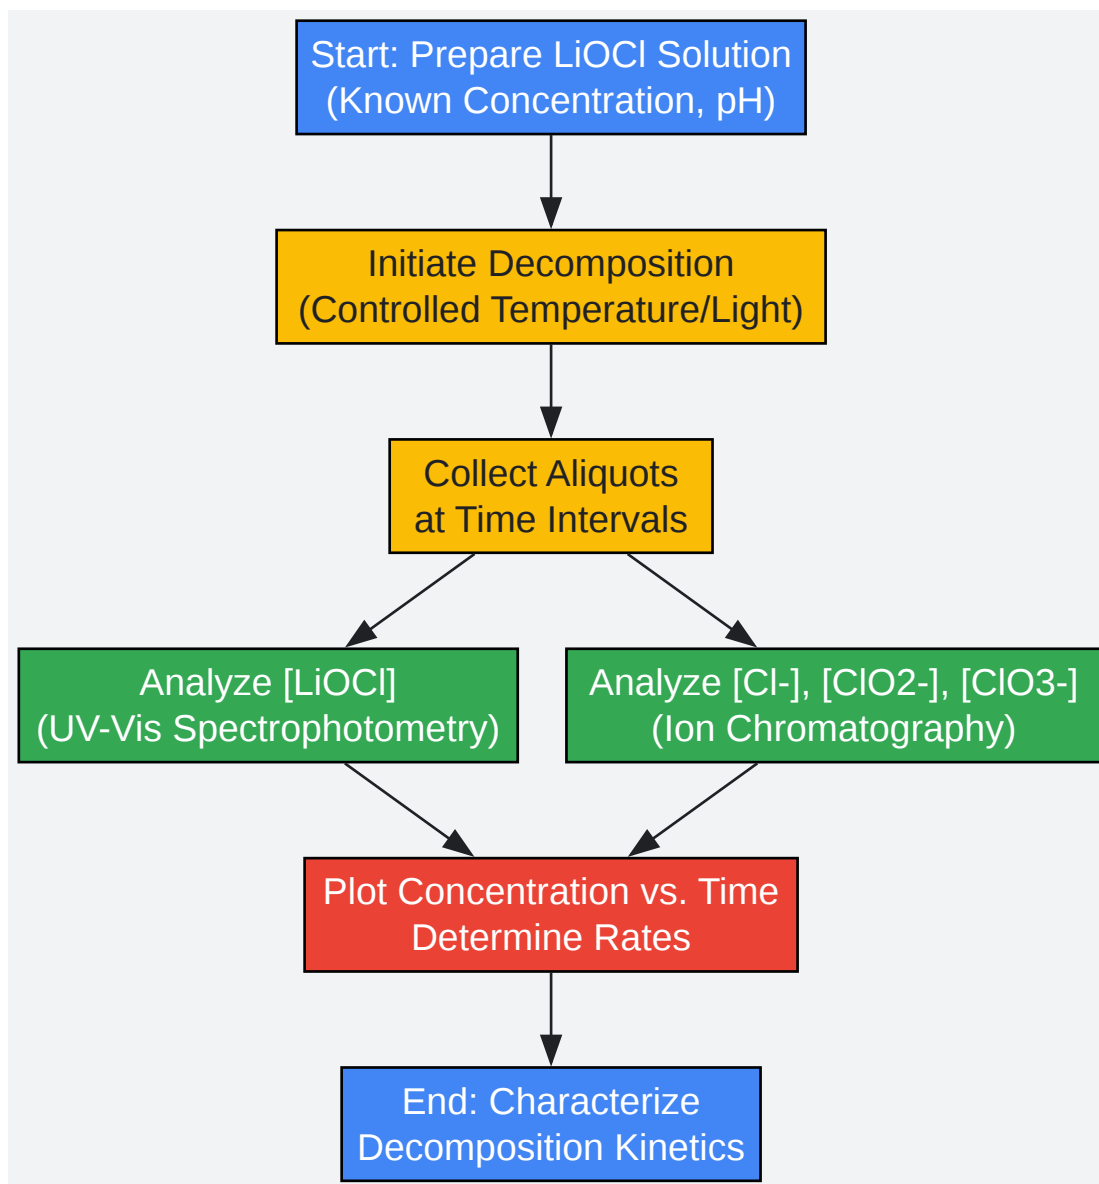 Start: Prepare LiOCl Solution
(Known Concentration, pH)
Initiate Decomposition
(Controlled Temperature/Light)
Collect Aliquots
at Time Intervals
Analyze [LiOCl]
(UV-Vis Spectrophotometry)
Analyze [Cl-], [ClO2-], [ClO3-]
(Ion Chromatography)
Plot Concentration vs. Time
Determine Rates
End: Characterize
Decomposition Kinetics